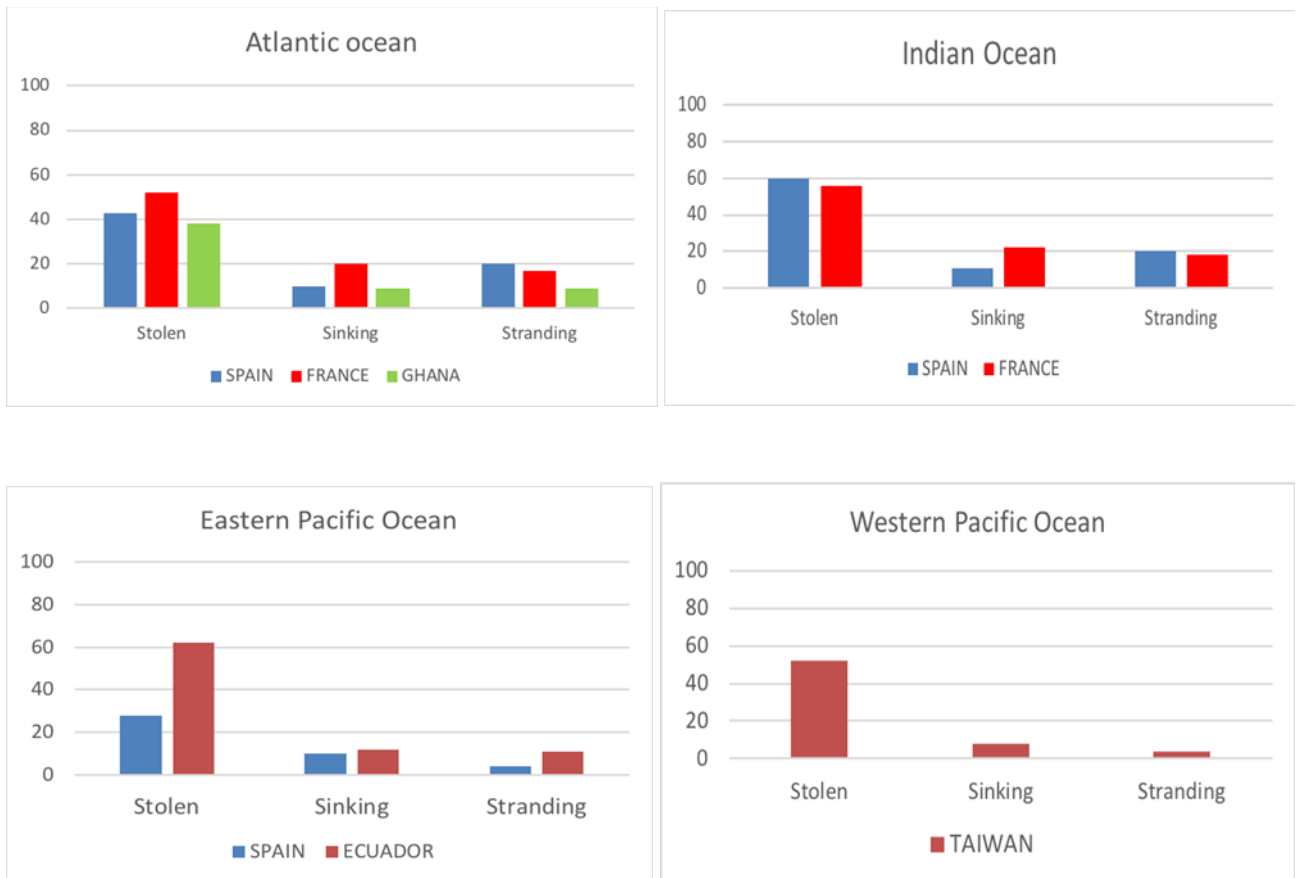 Atlantic ocean
100
80
60
40
20
0
Stolen Sinking Stranding
SPAIN FRANCE GHANA
Indian Ocean
100
80
60
40
20
0
Stolen Sinking Stranding
SPAIN FRANCE
Eastern Pacific Ocean
100
80
60
40
20
0
Stolen Sinking Stranding
SPAIN ECUADOR
Western Pacific Ocean
100
80
60
40
20
0
Stolen Sinking Stranding
TAIWAN